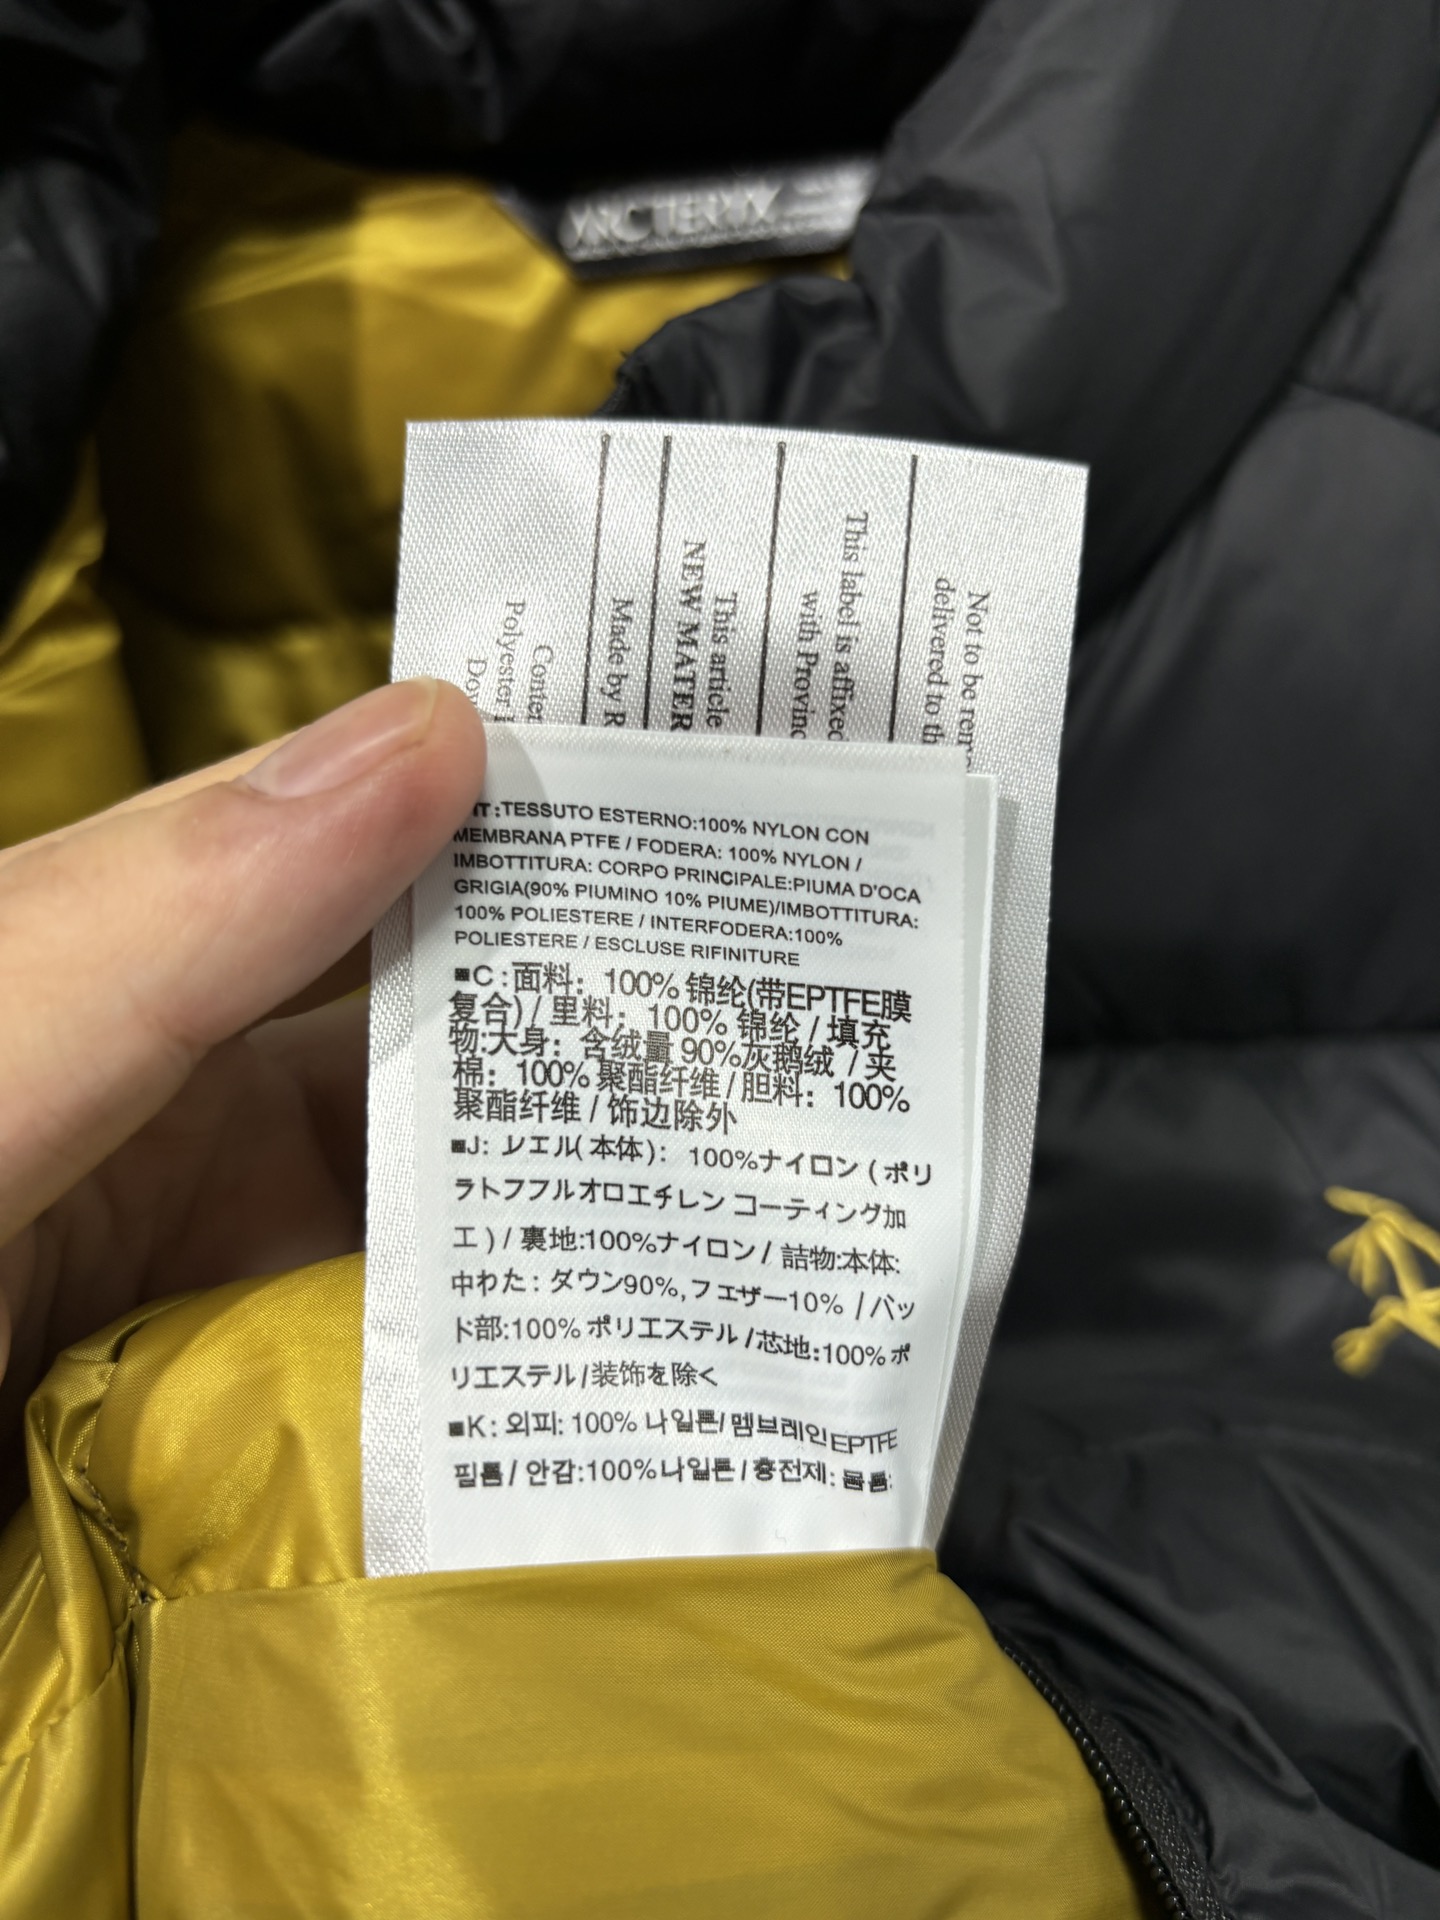 ARC'TERYX
Not to be rem
delivered to th
This label is affixed
with Provinc
This article
NEW MATER
Made by R
Conter
Polyester
Dow
IT:TESSUTO ESTERNO:100% NYLON CON
MEMBRANA PTFE / FODERA: 100% NYLON /
IMBOTTITURA: CORPO PRINCIPALE:PIUMA D'OCA
GRIGIA(90% PIUMINO 10% PIUME)/IMBOTTITURA:
100% POLIESTERE / INTERFODERA:100%
POLIESTERE / ESCLUSE RIFINITURE
■C:面料：100%锦纶(带EPTFE膜
复合) / 里料：100% 锦纶 / 填充
物:大身：含绒量 90%灰鹅绒 / 夹
棉：100%聚酯纤维 / 胆料：100%
聚酯纤维 / 饰边除外
■J: シエル(本体)： 100%ナイロン ( ポリ
ラトフフルオロエチレン コーティング加
工 ) / 裏地:100%ナイロン / 詰物:本体:
中わた : ダウン90%,フェザー10% / バッ
ド部:100%ポリエステル / 芯地:100%ポ
リエステル / 装饰を除く
■K: 외피: 100% 나일론/ 멤브레인EPTFE
필름 / 안감:100%나일론 / 충전제: 몸통: